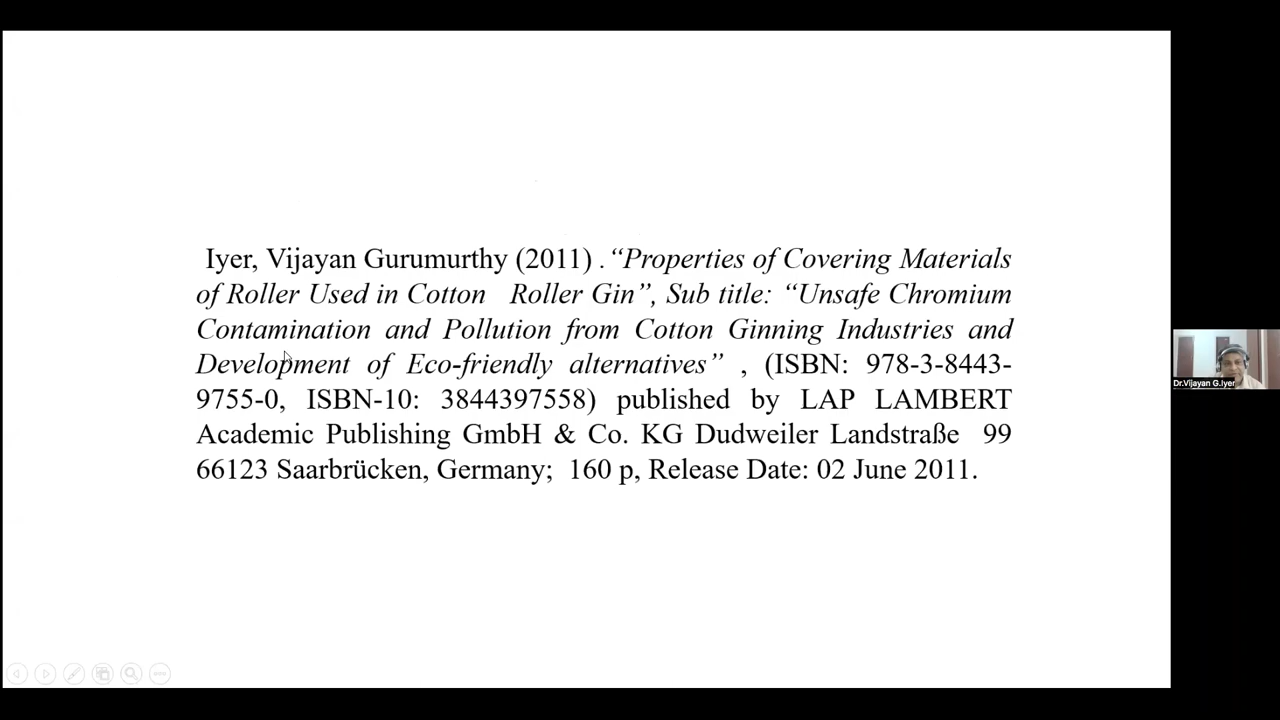 Iyer, Vijayan Gurumurthy (2011) .“Properties of Covering Materials
of Roller Used in Cotton Roller Gin”, Sub title: “Unsafe Chromium
Contamination and Pollution from Cotton Ginning Industries and
Development of Eco-friendly alternatives” , (ISBN: 978-3-8443-
9755-0, ISBN-10: 3844397558) published by LAP LAMBERT
Academic Publishing GmbH & Co. KG Dudweiler Landstraße 99
66123 Saarbrücken, Germany; 160 p, Release Date: 02 June 2011.
Dr.Vijayan G.Iyer